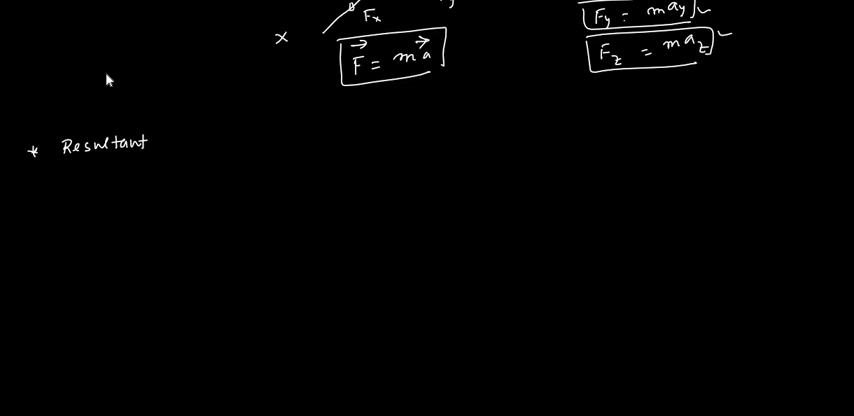 Fx
Fy = may
x
F⃗ = ma⃗
Fz = maz
* Resultant